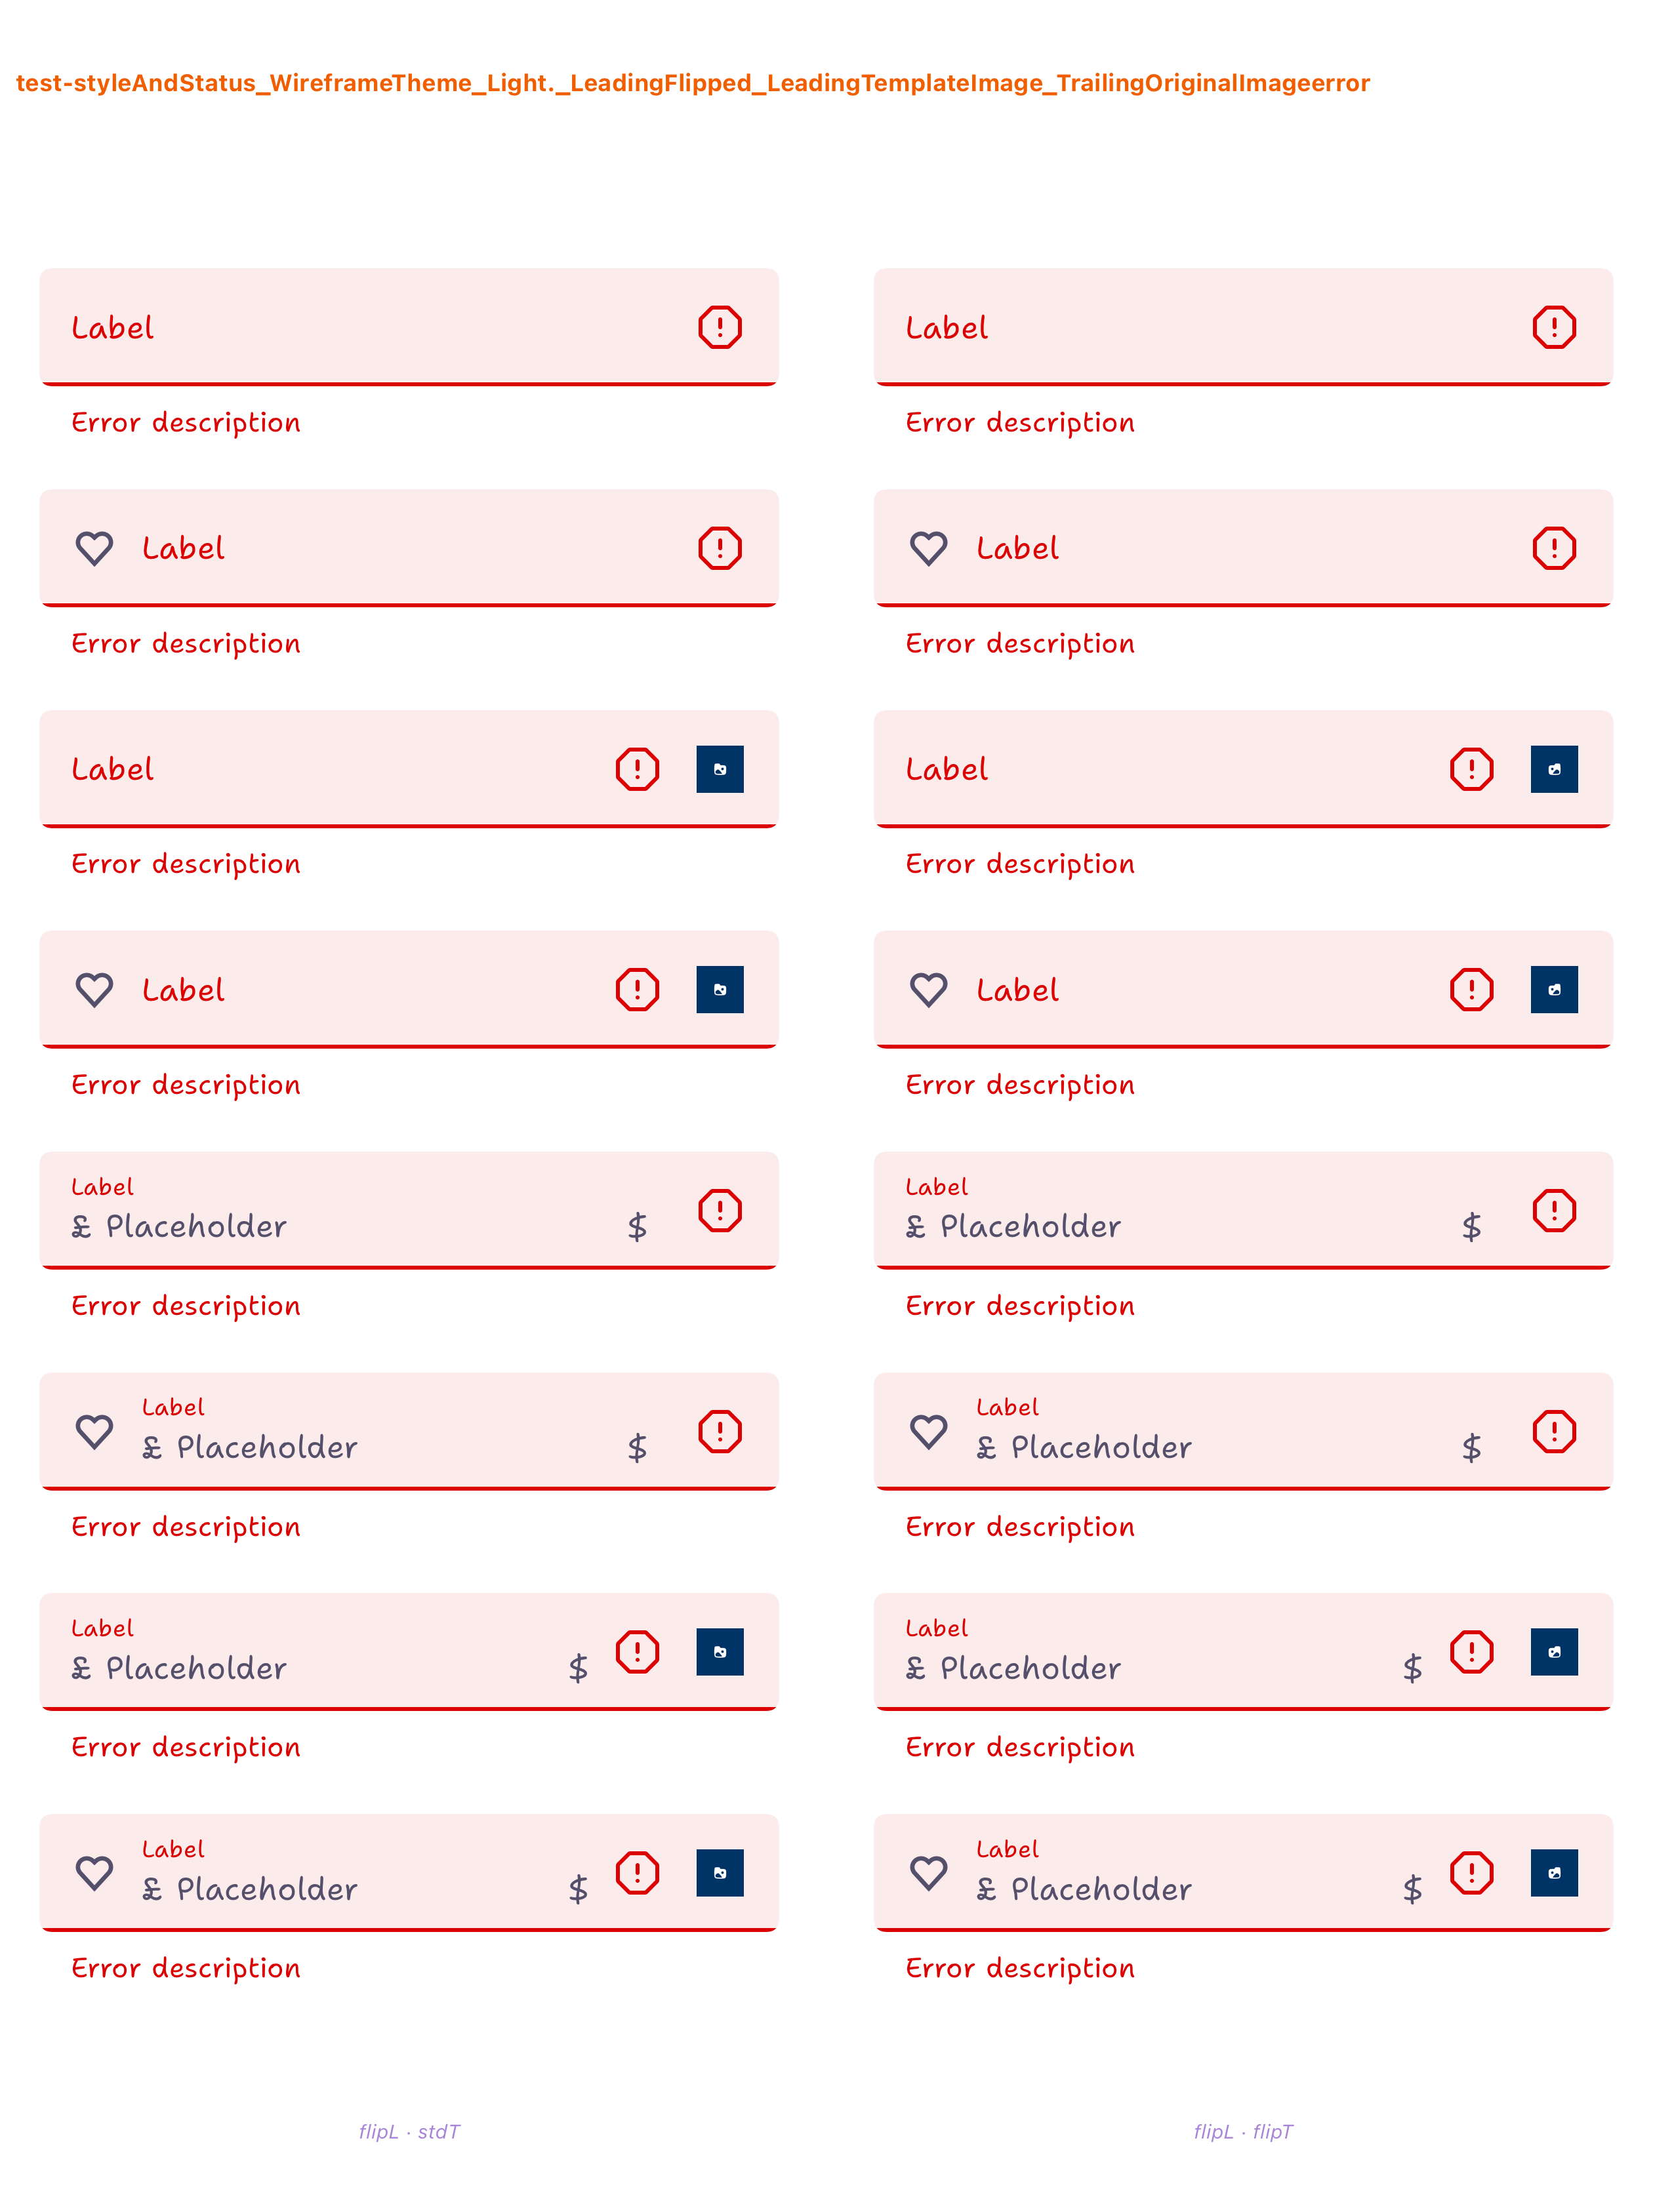 test-styleAndStatus_WireframeTheme_Light._LeadingFlipped_LeadingTemplateImage_TrailingOriginalImageerror
Label
Error description
Label
Error description
Label
Error description
Label
Error description
Label
£ Placeholder $
Error description
Label
£ Placeholder $
Error description
Label
£ Placeholder $
Error description
Label
£ Placeholder $
Error description
flipL · stdT
Label
Error description
Label
Error description
Label
Error description
Label
Error description
Label
£ Placeholder $
Error description
Label
£ Placeholder $
Error description
Label
£ Placeholder $
Error description
Label
£ Placeholder $
Error description
flipL · flipT